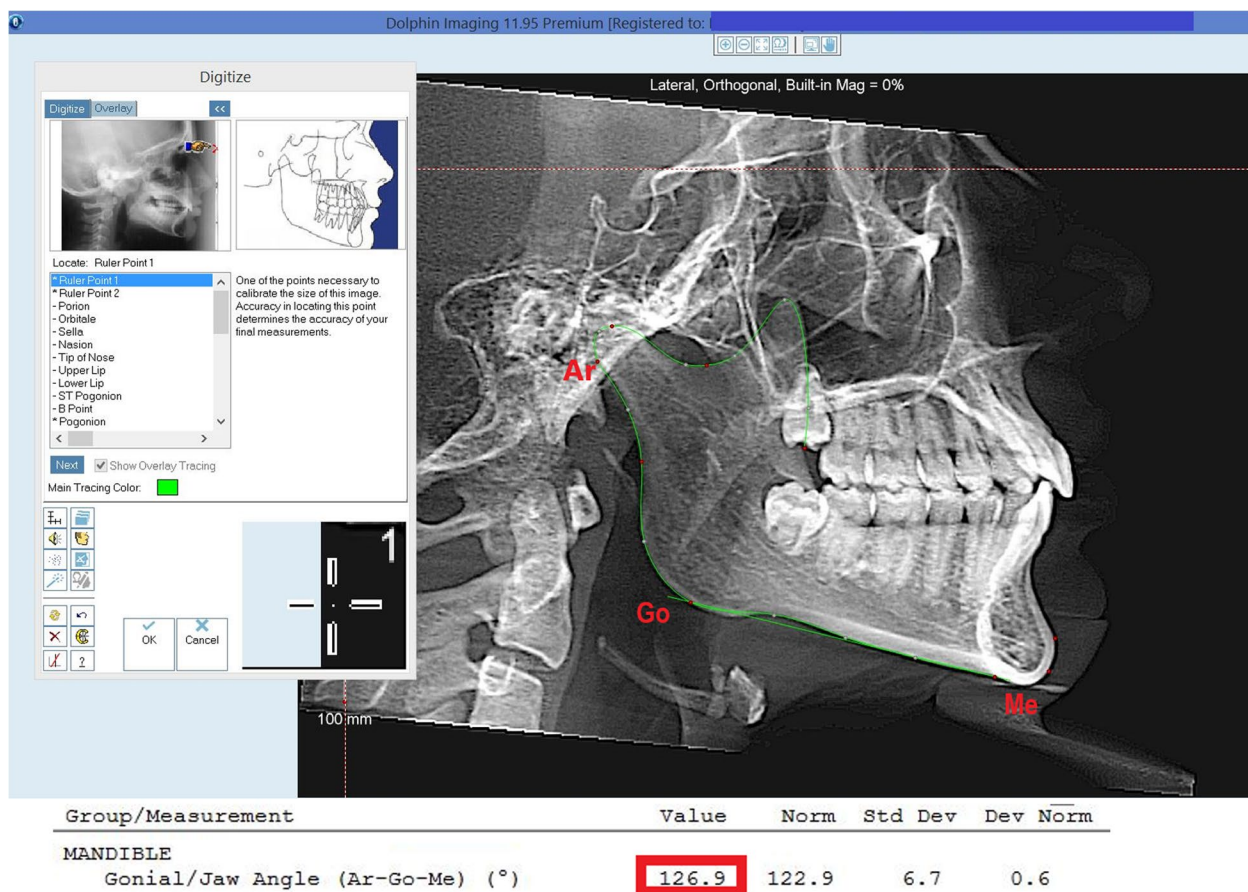 Dolphin Imaging 11.95 Premium [Registered to:
Lateral, Orthogonal, Built-in Mag = 0%
Digitize
Digitize Overlay <<
Locate: Ruler Point 1
* Ruler Point 1
* Ruler Point 2
- Porion
- Orbitale
- Sella
- Nasion
- Tip of Nose
- Upper Lip
- Lower Lip
- ST Pogonion
- B Point
* Pogonion
One of the points necessary to
calibrate the size of this image.
Accuracy in locating this point
determines the accuracy of your
final measurements.
Next Show Overlay Tracing
Main Tracing Color:
OK Cancel
1
Ar
Go
Me
100 mm
Group/Measurement Value Norm Std Dev Dev Norm
MANDIBLE
Gonial/Jaw Angle (Ar-Go-Me) (°) 126.9 122.9 6.7 0.6